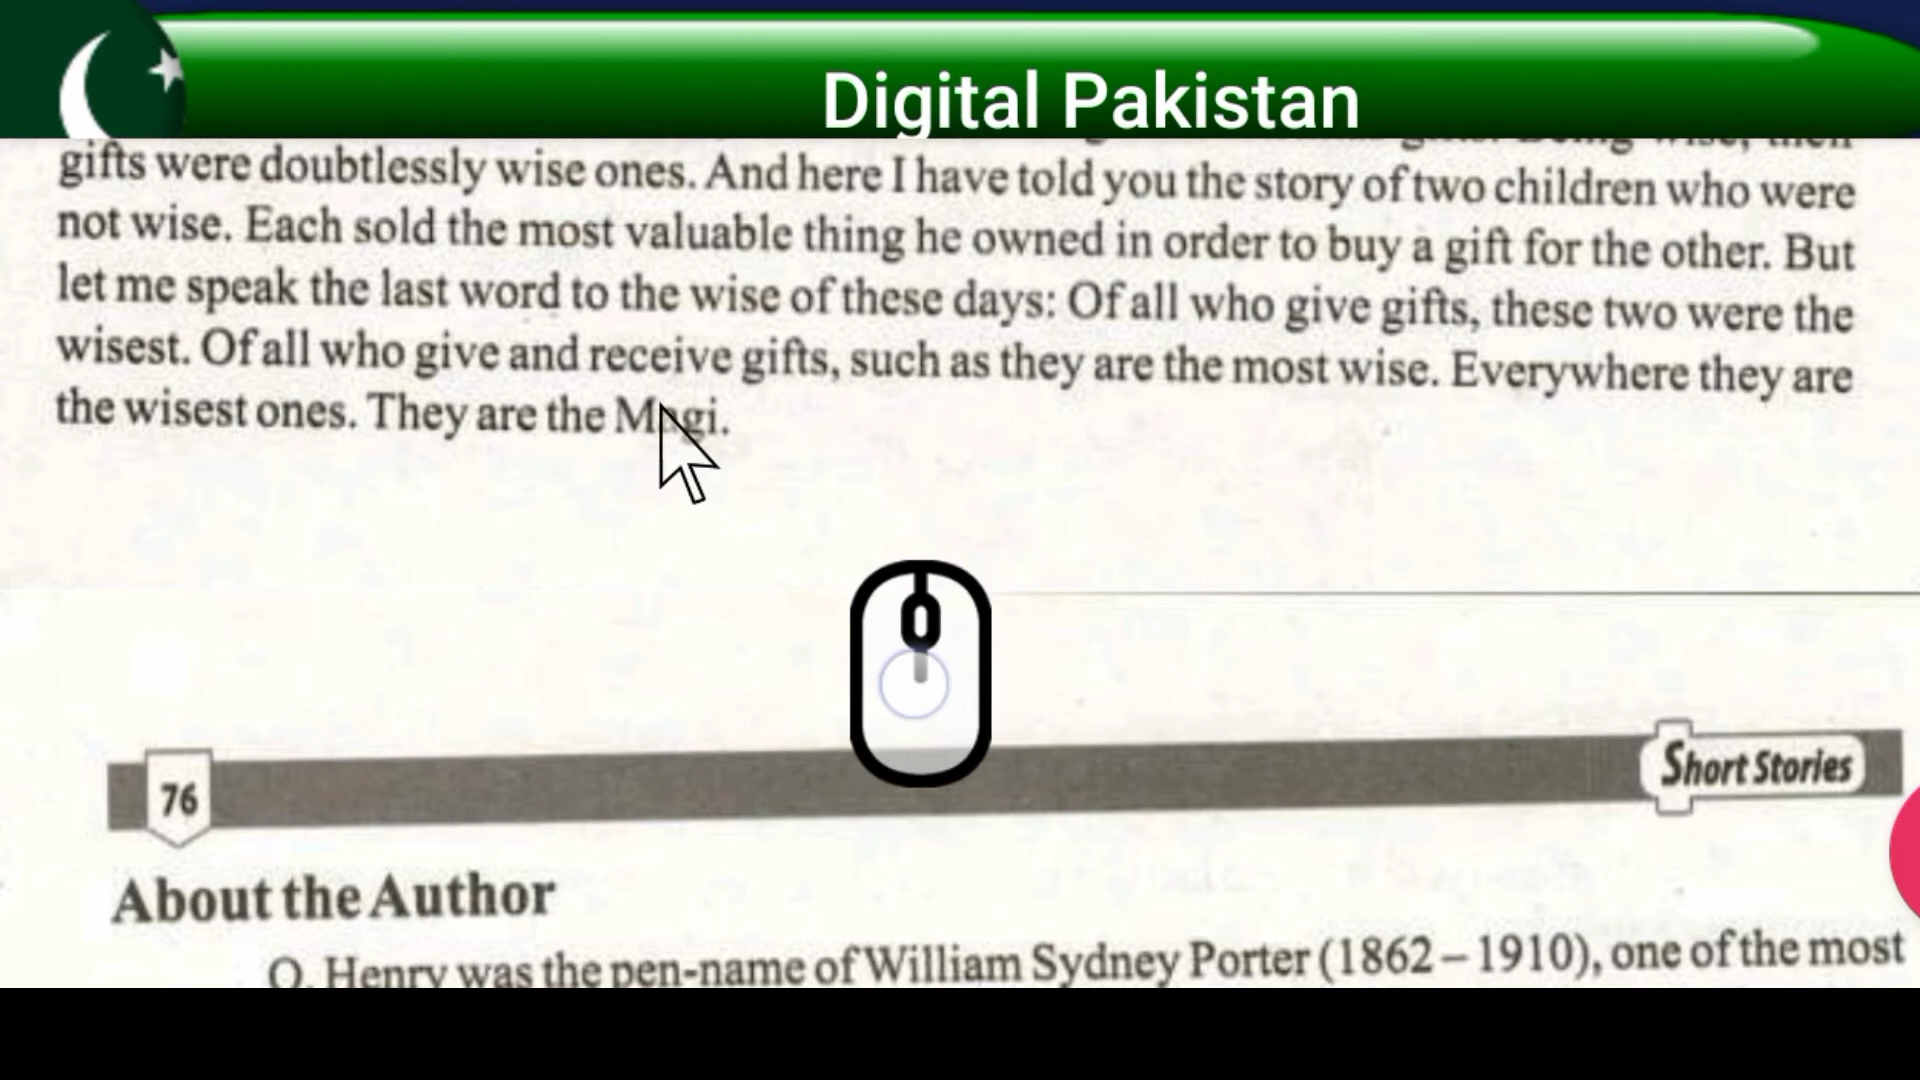 Digital Pakistan
gifts were doubtlessly wise ones. And here I have told you the story of two children who were
not wise. Each sold the most valuable thing he owned in order to buy a gift for the other. But
let me speak the last word to the wise of these days: Of all who give gifts, these two were the
wisest. Of all who give and receive gifts, such as they are the most wise. Everywhere they are
the wisest ones. They are the Magi.
76
Short Stories
About the Author
O. Henry was the pen-name of William Sydney Porter (1862 – 1910), one of the most